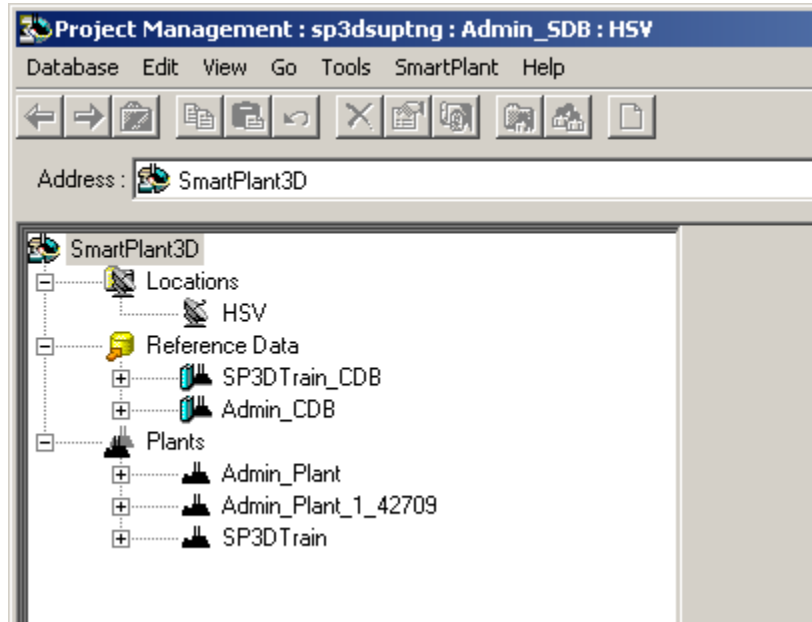 Project Management : sp3dsuptng : Admin_SDB : HSV
Database Edit View Go Tools SmartPlant Help
Address : SmartPlant3D
SmartPlant3D
Locations
HSV
Reference Data
SP3DTrain_CDB
Admin_CDB
Plants
Admin_Plant
Admin_Plant_1_42709
SP3DTrain